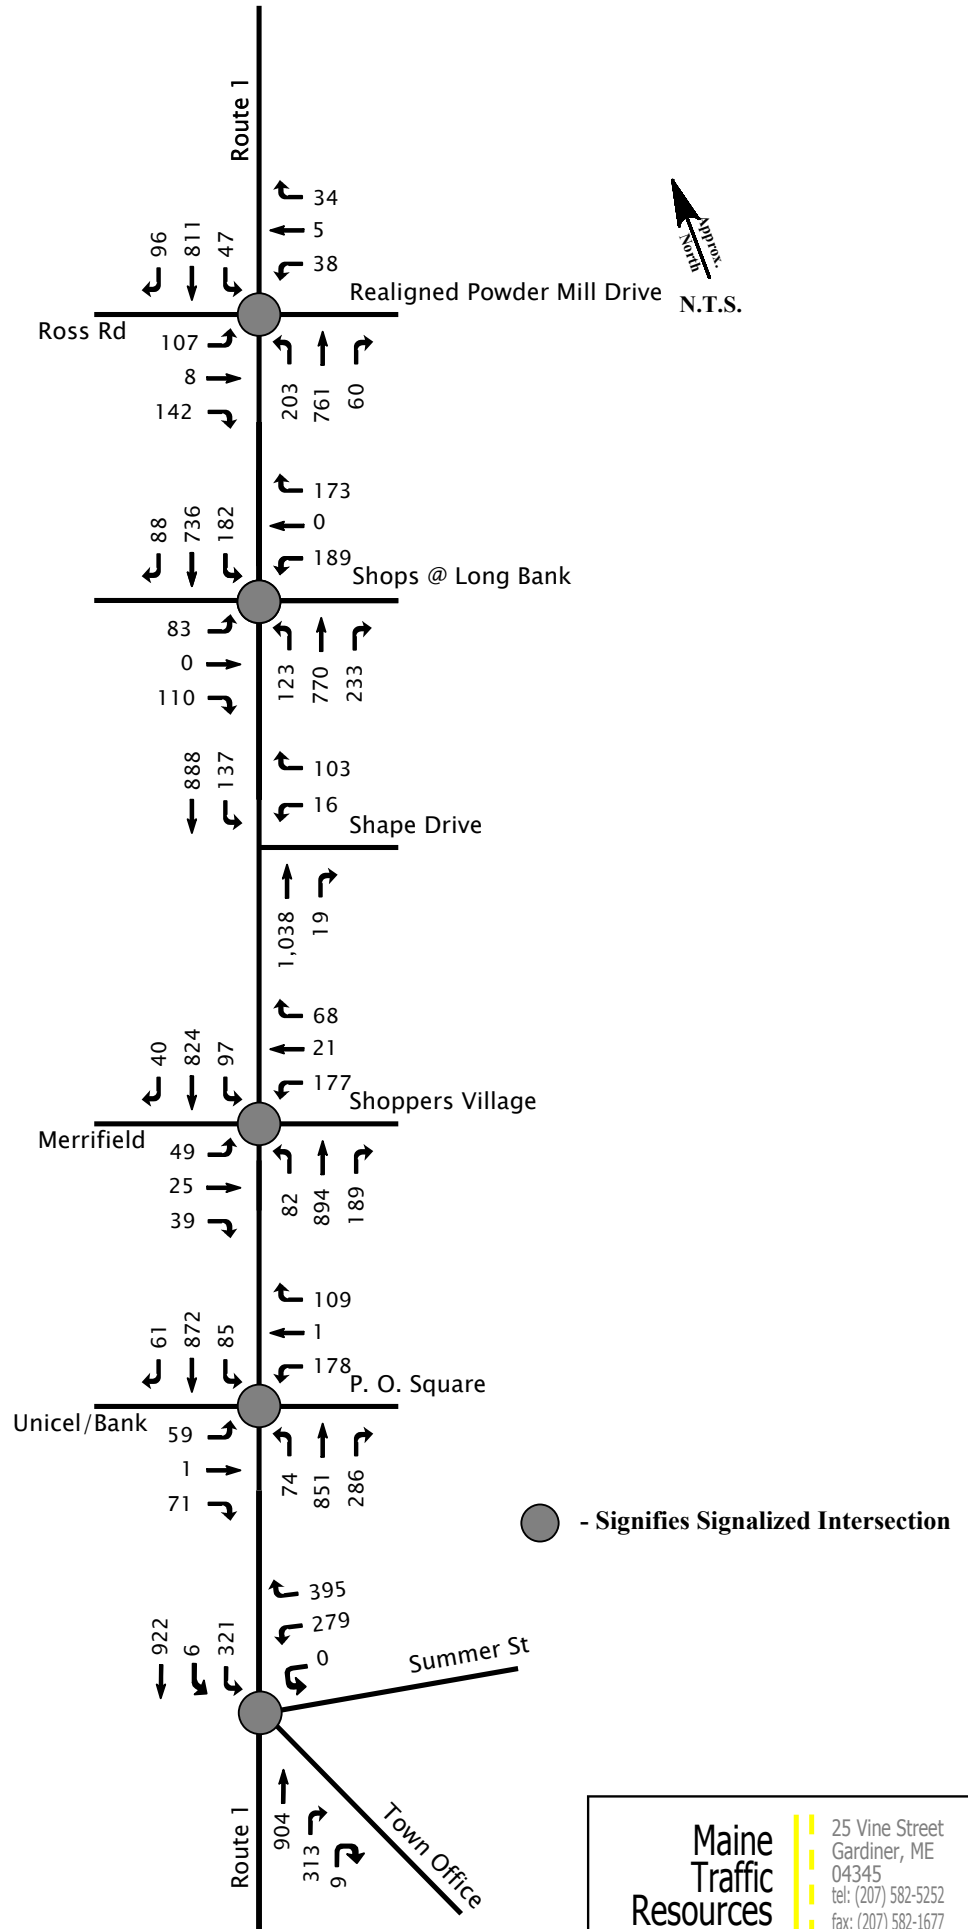 Route 1
34
5
38
96
811
47
Realigned Powder Mill Drive
Ross Rd
107
8
142
203
761
60
Approx.
North
N.T.S.
173
0
189
88
736
182
Shops @ Long Bank
83
0
110
123
770
233
888
137
103
16
Shape Drive
1,038
19
68
21
177
40
824
97
Shoppers Village
Merrifield
49
25
39
82
894
189
109
1
178
61
872
85
P. O. Square
Unicel/Bank
59
1
71
74
851
286
- Signifies Signalized Intersection
395
279
0
922
6
321
Summer St
Town Office
904
313
9
Route 1
Maine
Traffic
Resources
25 Vine Street
Gardiner, ME
04345
tel: (207) 582-5252
fax: (207) 582-1677